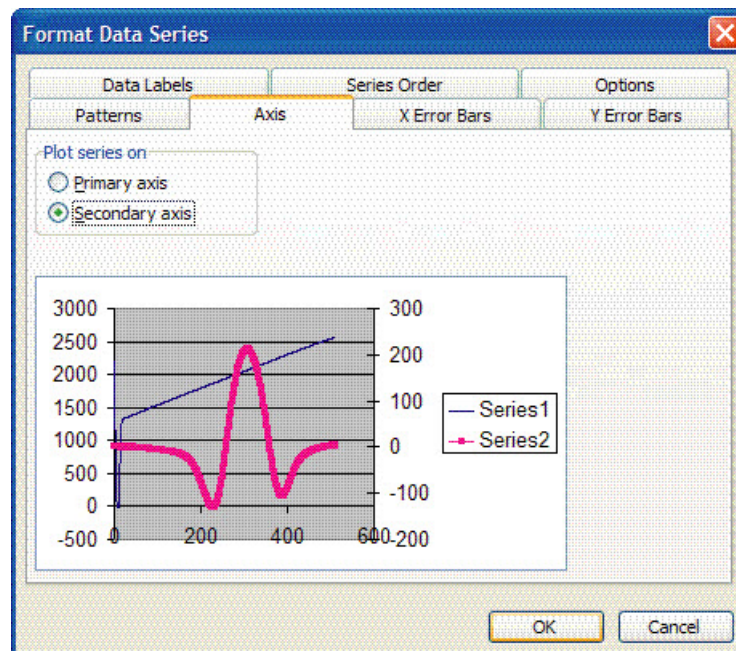 Format Data Series
Data Labels Series Order Options
Patterns Axis X Error Bars Y Error Bars
Plot series on
Primary axis
Secondary axis
3000 300
2500 200
2000
1500 100
1000 0
500
0 -100
-500 0 200 400 600 -200
Series1
Series2
OK Cancel